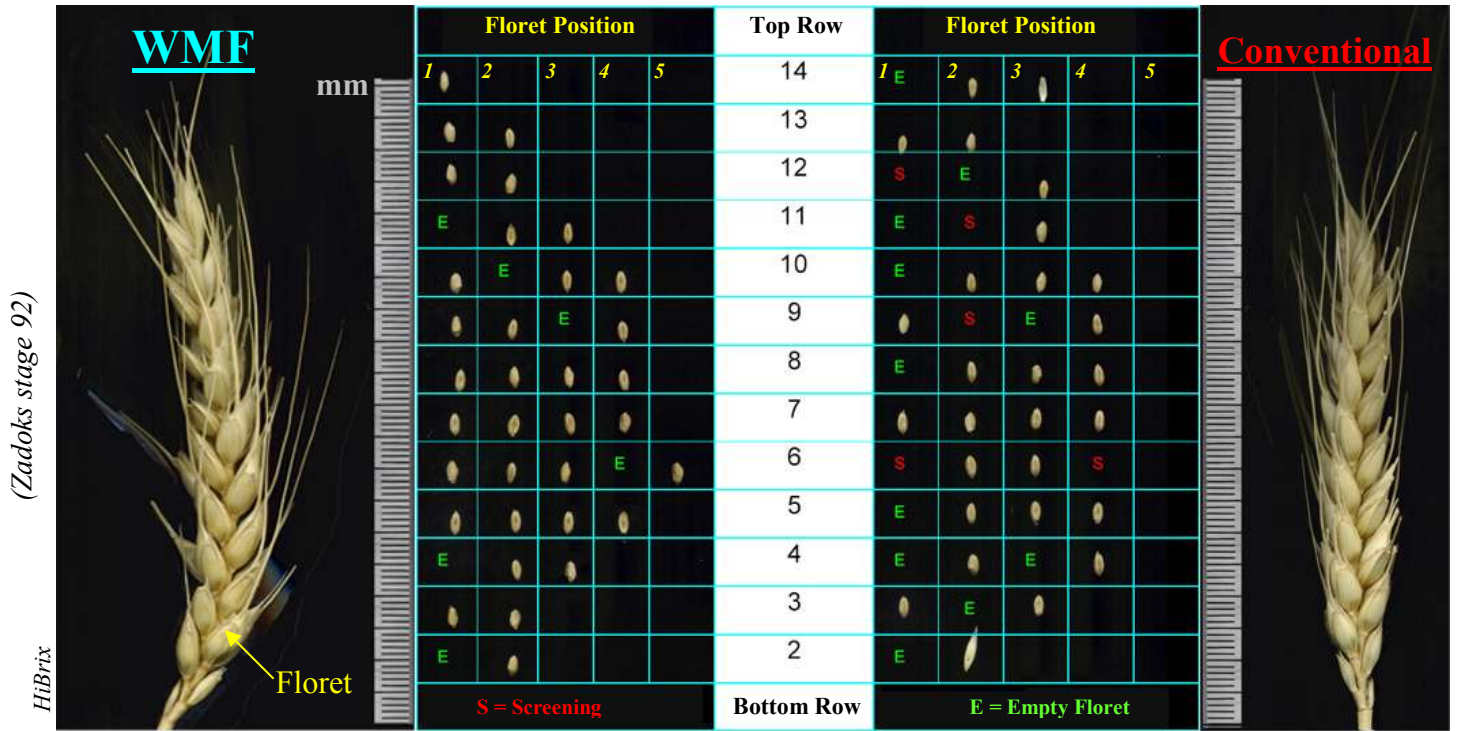 WMF
mm
(Zadoks stage 92)
HiBrix
Floret
Floret Position Top Row Floret Position
Conventional
1 2 3 4 5 14 1 E 2 3 4 5
13
12 S E
E 11 E S
E 10 E
E 9 S E
8 E
7
E 6 S S
5 E
E 4 E E
3 E
E 2 E
S = Screening Bottom Row E = Empty Floret